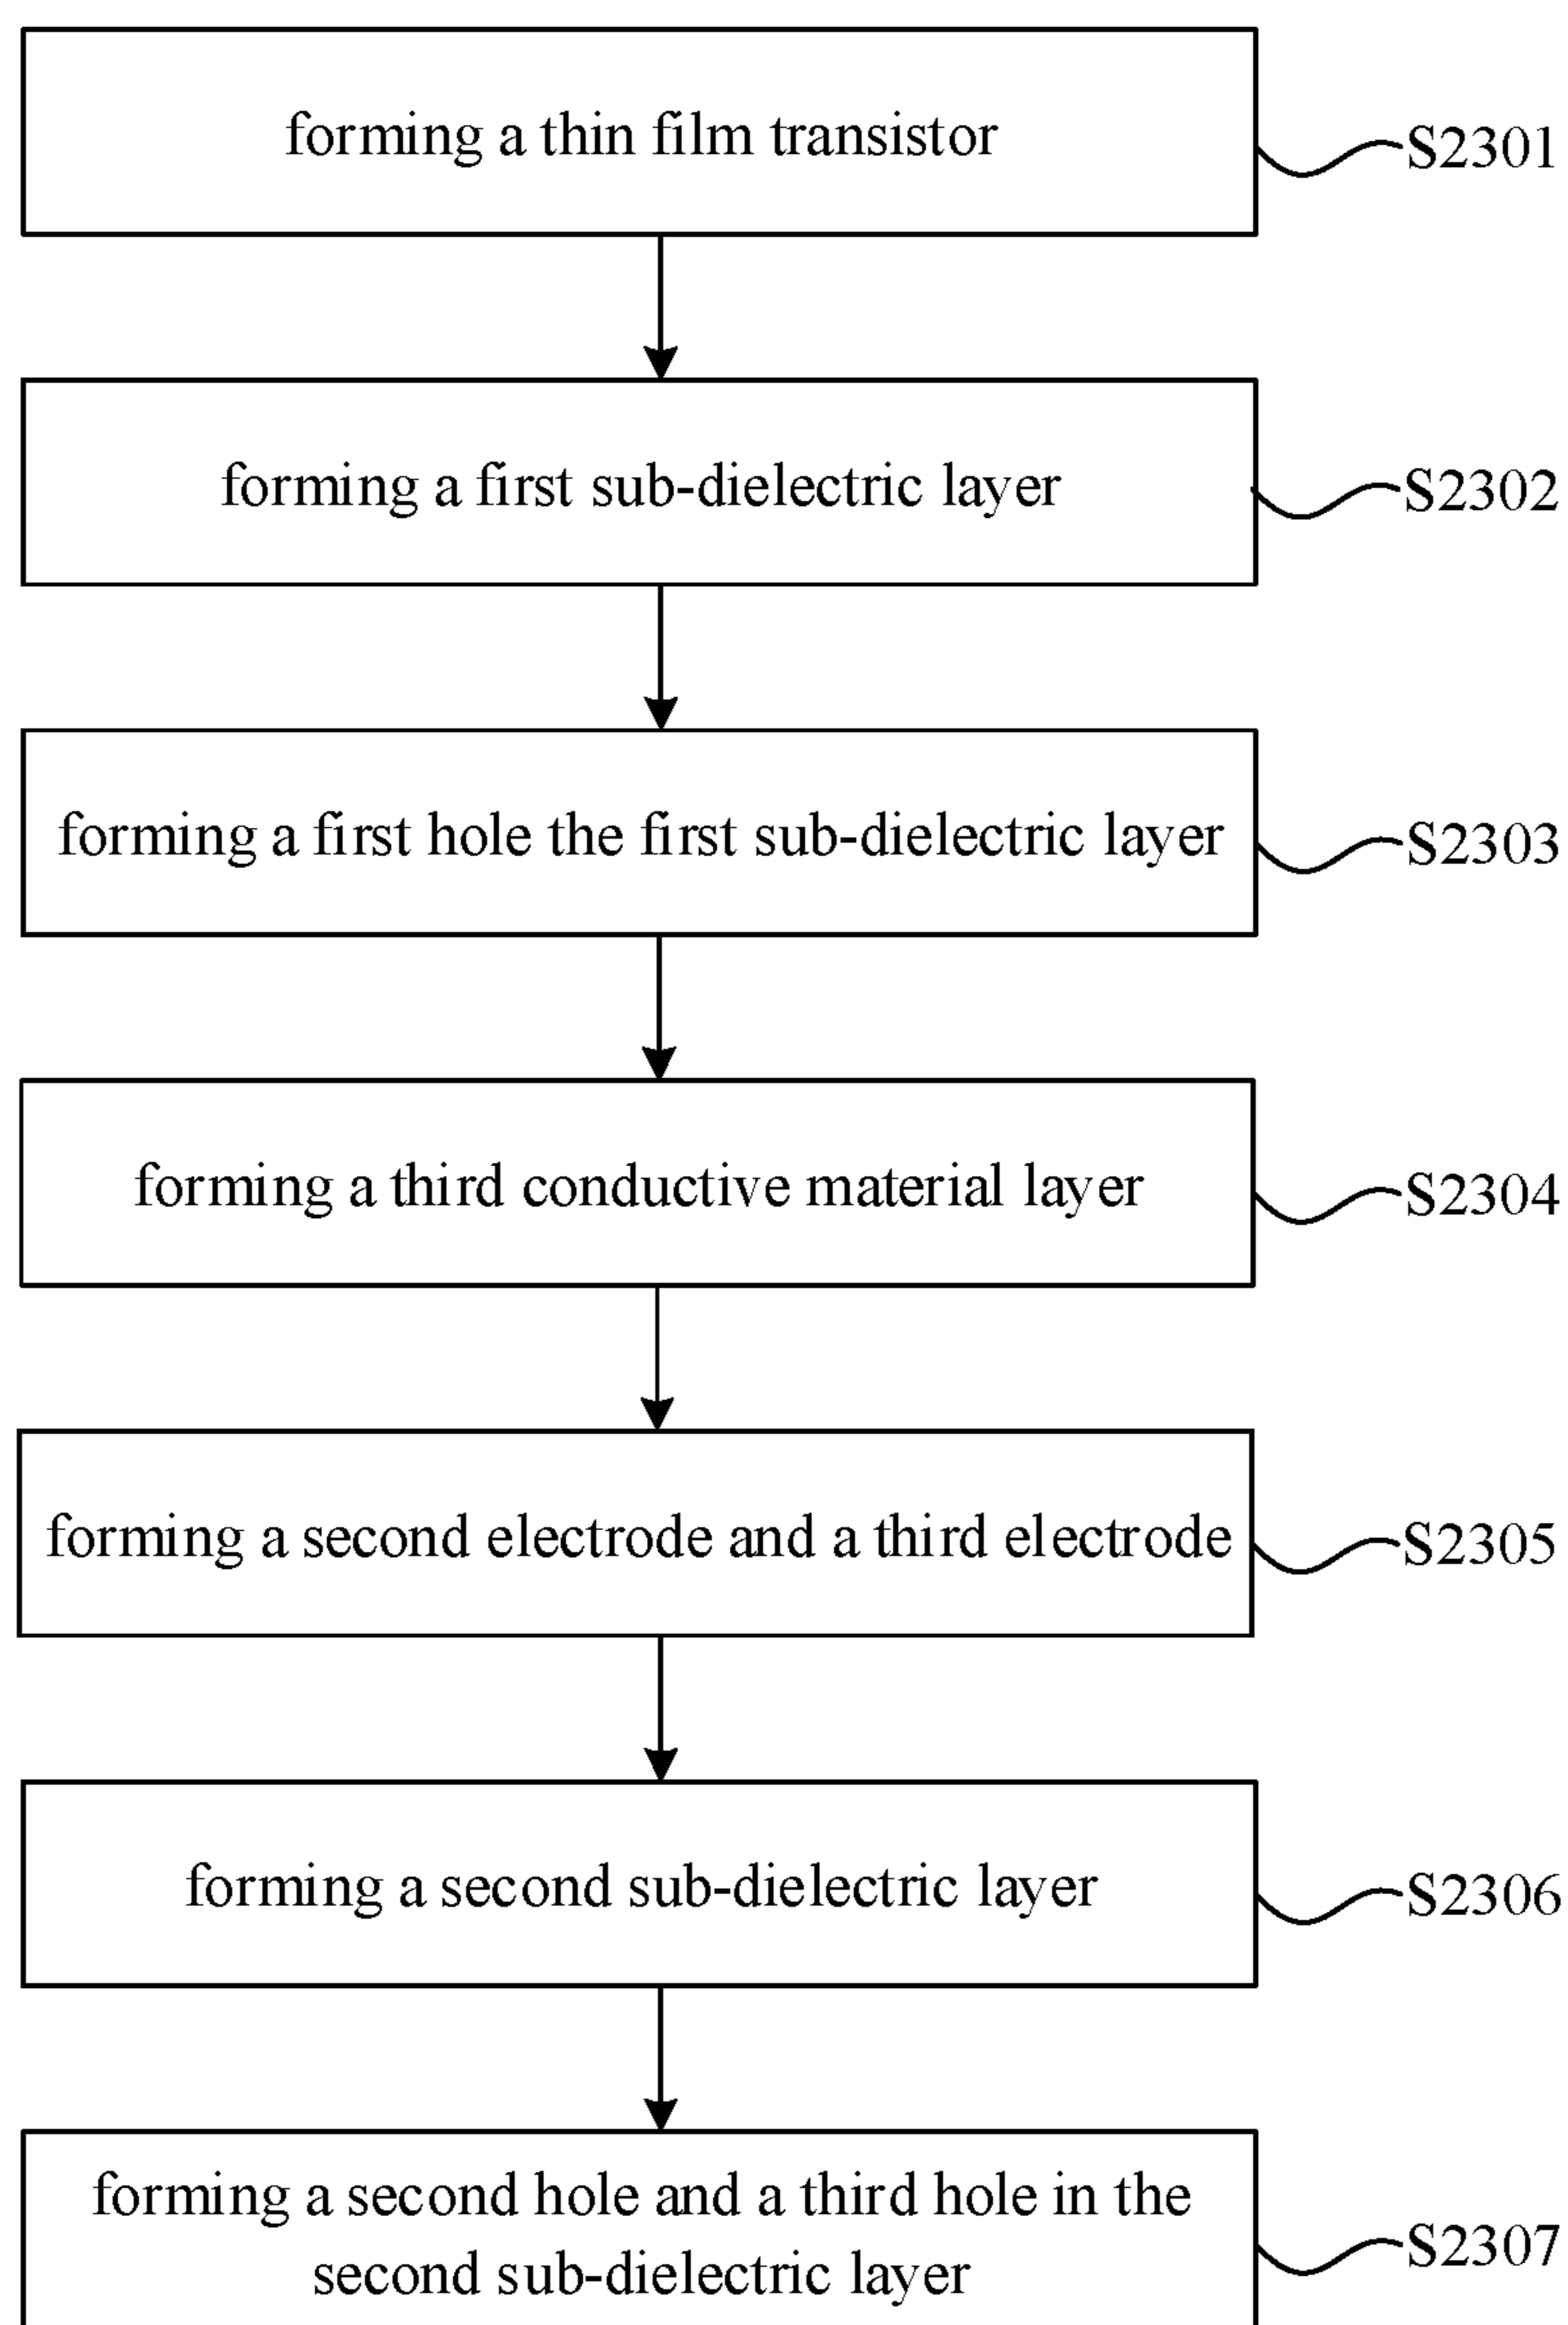 forming a thin film transistor
S2301
forming a first sub-dielectric layer
S2302
forming a first hole the first sub-dielectric layer
S2303
forming a third conductive material layer
S2304
forming a second electrode and a third electrode
S2305
forming a second sub-dielectric layer
S2306
forming a second hole and a third hole in the
second sub-dielectric layer
S2307